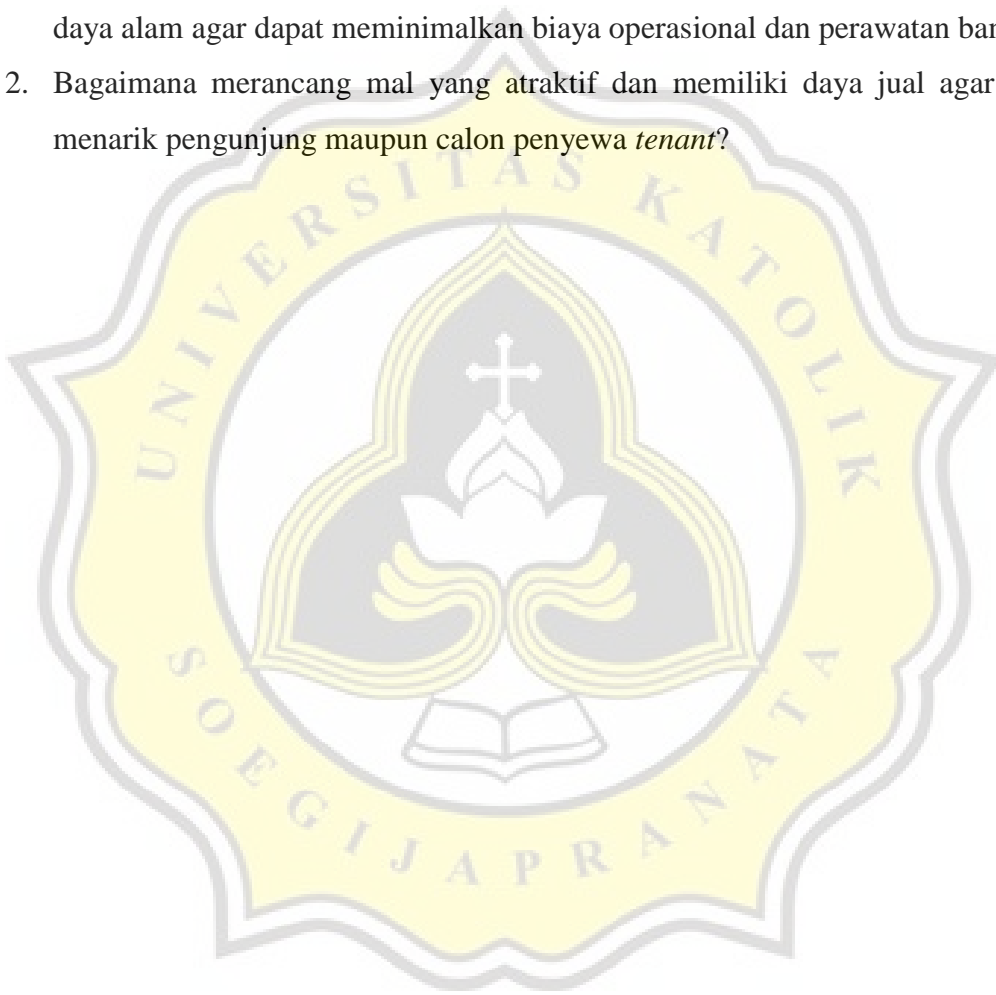 daya alam agar dapat meminimalkan biaya operasional dan perawatan
2. Bagaimana merancang mal yang atraktif dan memiliki daya jual agar
menarik pengunjung maupun calon penyewa tenant?
UNIVERSITAS KATOLIK
SOEGIJAPRANATA